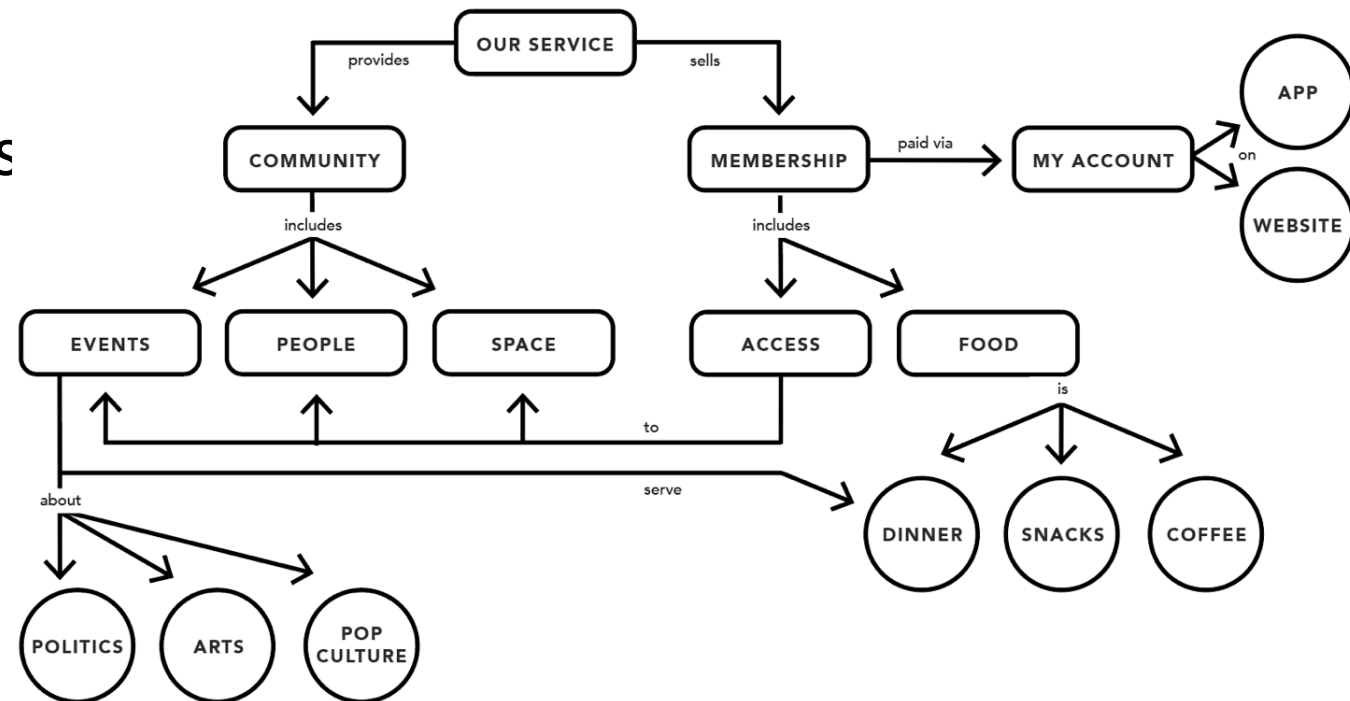 OUR SERVICE
provides
sells
APP
COMMUNITY
MEMBERSHIP
paid via
MY ACCOUNT
on
WEBSITE
includes
includes
EVENTS
PEOPLE
SPACE
ACCESS
FOOD
is
to
serve
about
DINNER
SNACKS
COFFEE
POLITICS
ARTS
POP
CULTURE